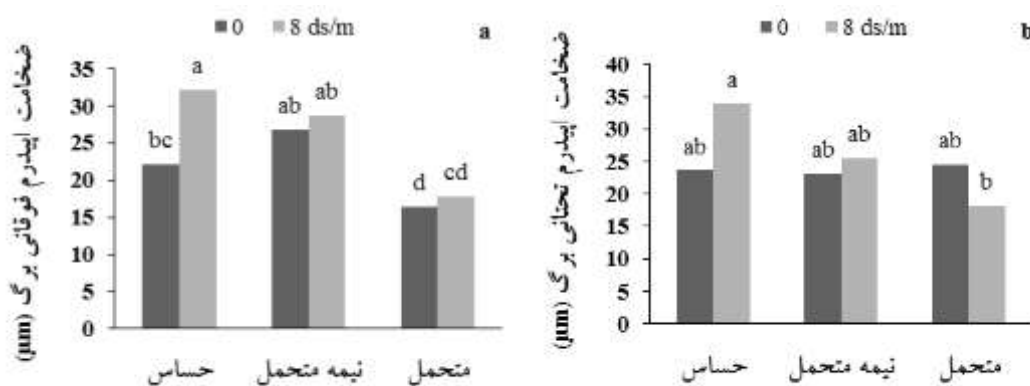 0 8 ds/m a
ضخامت اپیدرم فوقانی برگ (μm)
35
30
25
20
15
10
5
0
bc a ab ab d cd
حساس نیمه متحمل متحمل
0 8 ds/m b
ضخامت اپیدرم تحتانی برگ (μm)
40
35
30
25
20
15
10
5
0
ab a ab ab ab b
حساس نیمه متحمل متحمل